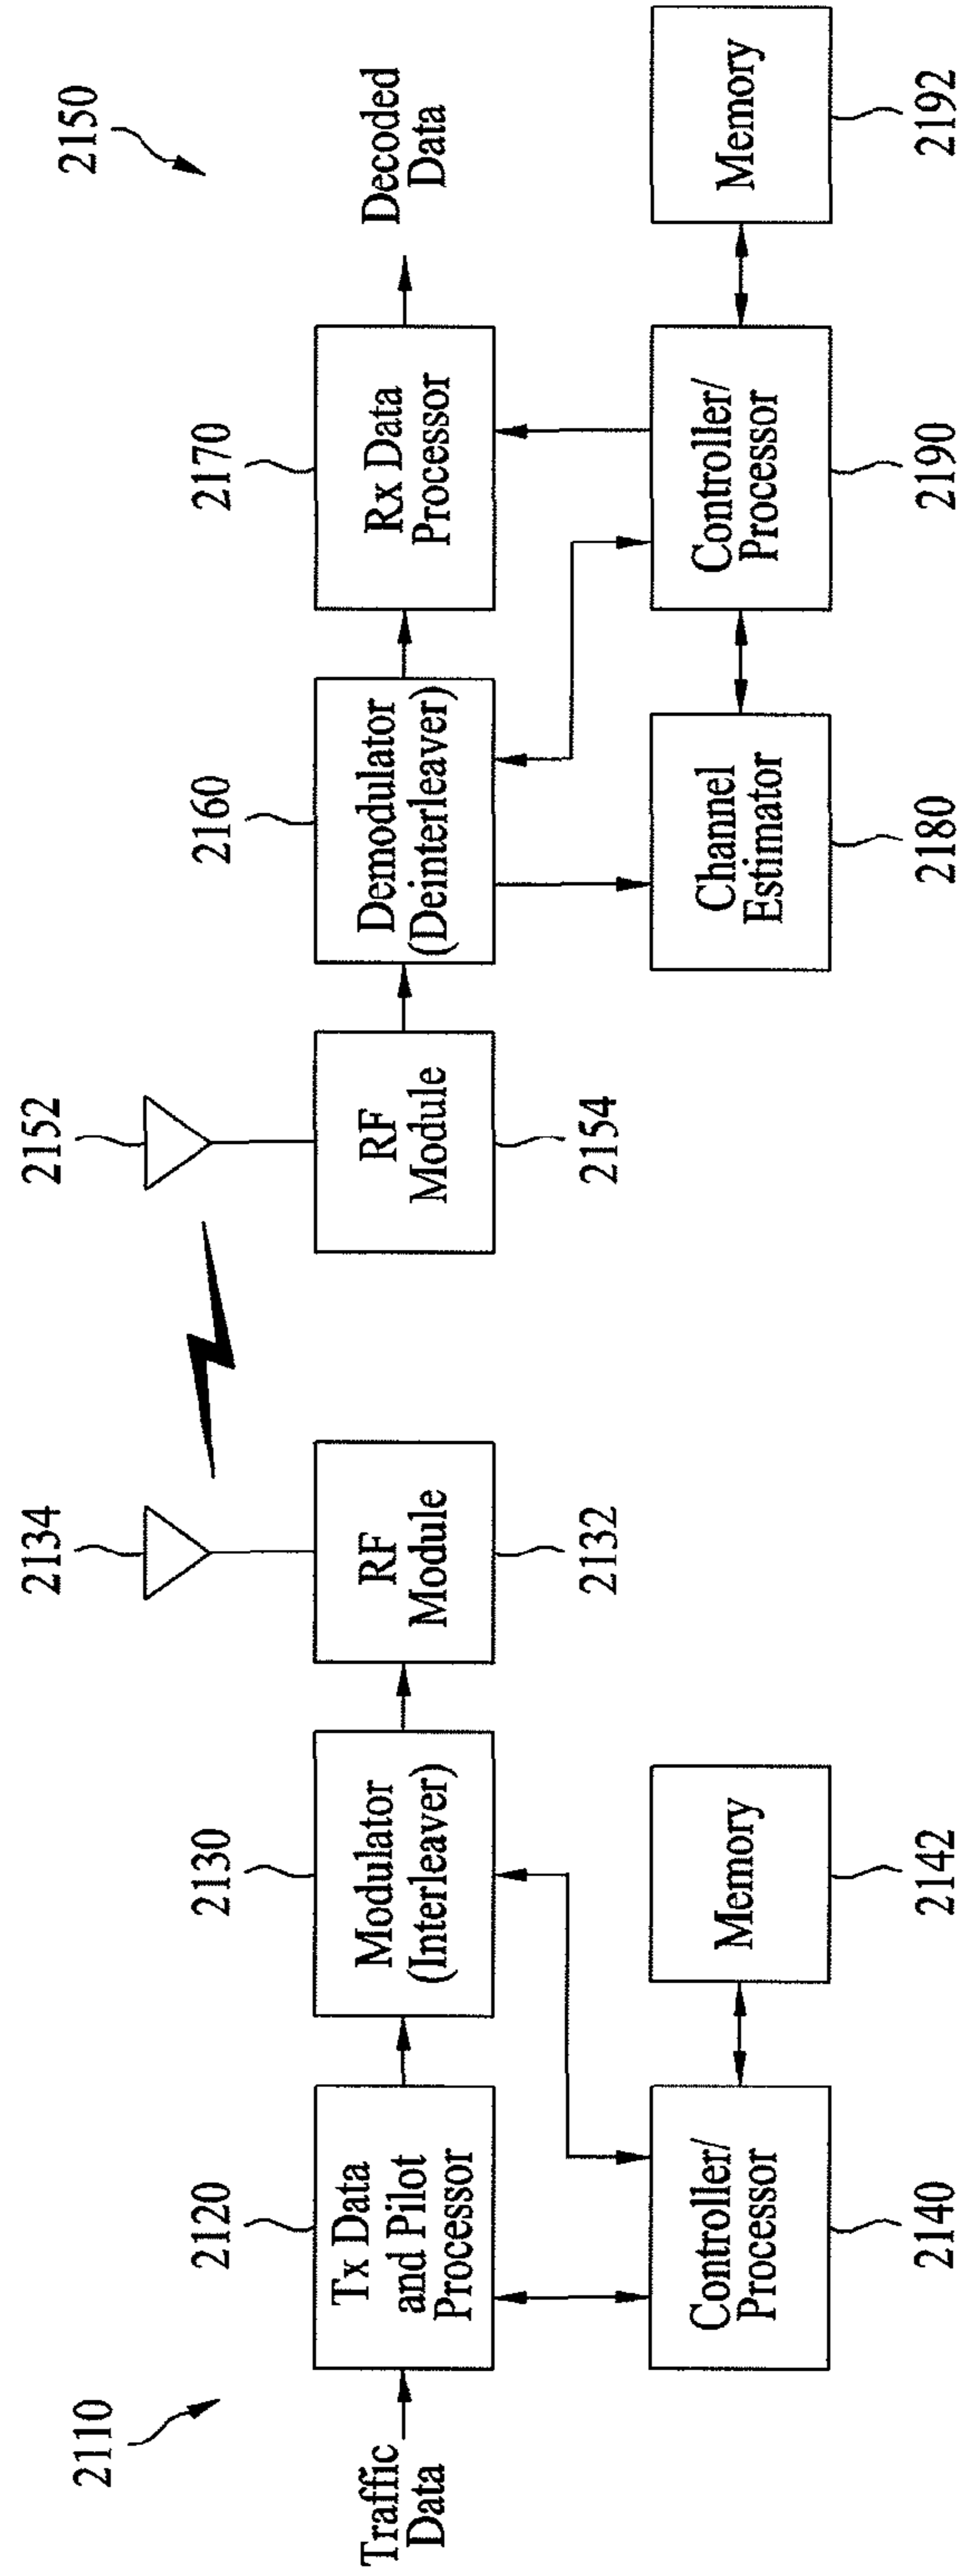 2110
Traffic
Data
2120
Tx Data
and Pilot
Processor
2130
Modulator
(Interleaver)
2134
RF
Module
2132
Controller/
Processor
2140
Memory
2142
2150
2152
RF
Module
2154
2160
Demodulator
(Deinterleaver)
2170
Rx Data
Processor
Decoded
Data
Channel
Estimator
2180
Controller/
Processor
2190
Memory
2192